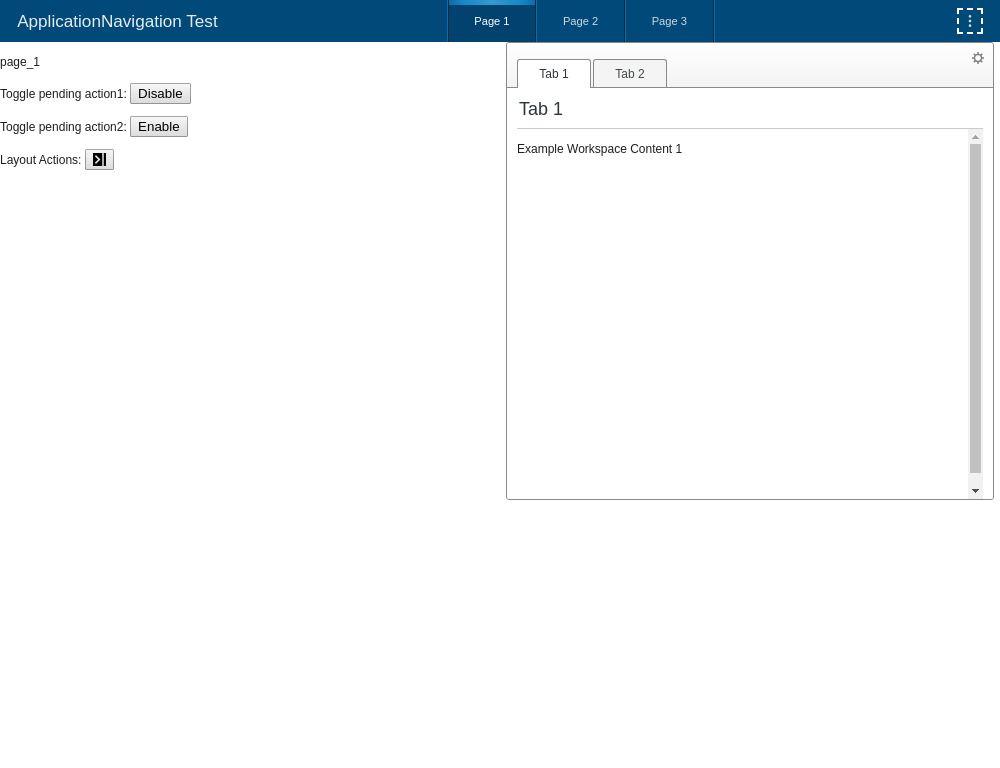 ApplicationNavigation Test
Page 1
Page 2
Page 3
page_1
Toggle pending action1: Disable
Toggle pending action2: Enable
Layout Actions:
Tab 1
Tab 2
Tab 1
Example Workspace Content 1